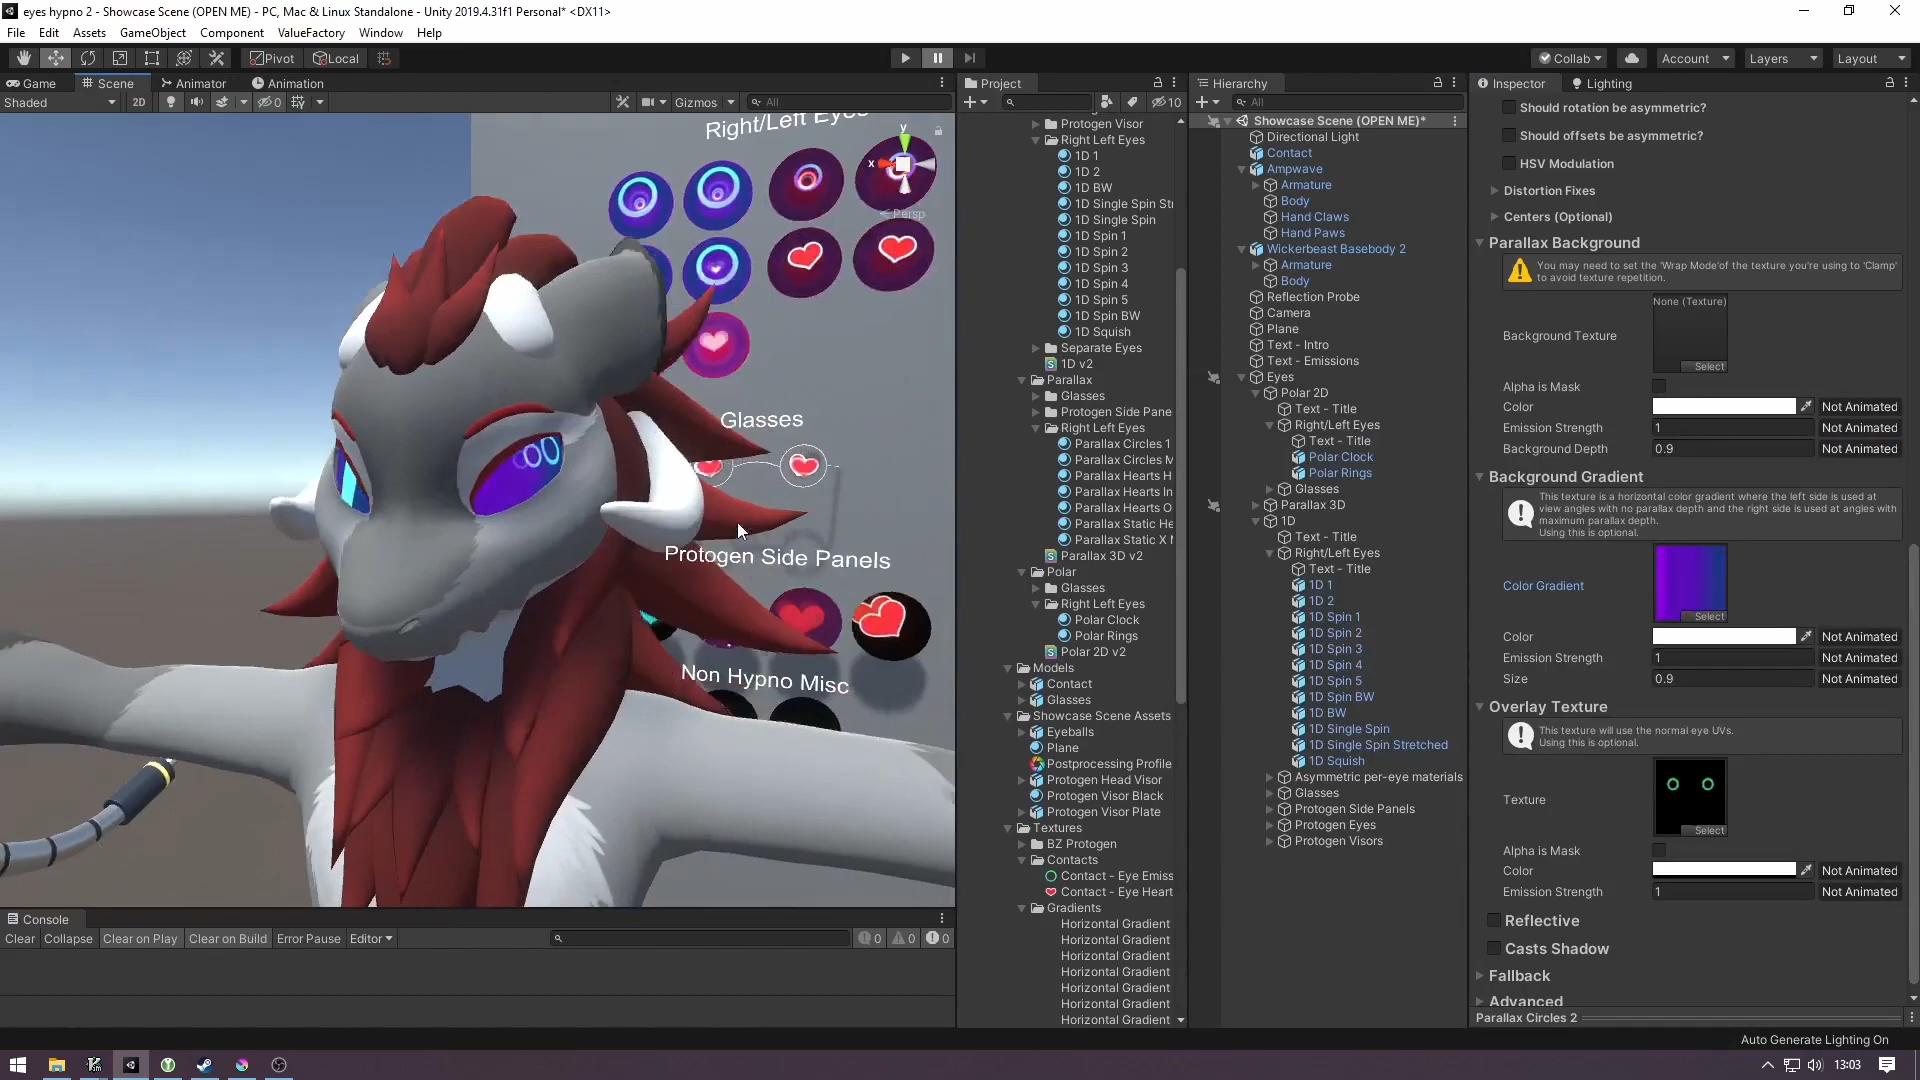 eyes hypno 2 - Showcase Scene (OPEN ME) - PC, Mac & Linux Standalone - Unity 2019.4.31f1 Personal* <DX11>
File Edit Assets GameObject Component ValueFactory Window Help
Pivot Local
Collab Account Layers Layout
Game Scene Animator Animation
Shaded 2D 0 Gizmos All
Right/Left Eyes
y
x
Persp
Glasses
Protogen Side Panels
Non Hypno Misc
Console
Clear Collapse Clear on Play Clear on Build Error Pause Editor 0 0 0
Project
10
Protogen Visor
Right Left Eyes
1D 1
1D 2
1D BW
1D Single Spin Str
1D Single Spin
1D Spin 1
1D Spin 2
1D Spin 3
1D Spin 4
1D Spin 5
1D Spin BW
1D Squish
Separate Eyes
1D v2
Parallax
Glasses
Protogen Side Pane
Right Left Eyes
Parallax Circles 1
Parallax Circles M
Parallax Hearts H
Parallax Hearts In
Parallax Hearts O
Parallax Static He
Parallax Static X M
Parallax 3D v2
Polar
Glasses
Right Left Eyes
Polar Clock
Polar Rings
Polar 2D v2
Models
Contact
Glasses
Showcase Scene Assets
Eyeballs
Plane
Postprocessing Profile
Protogen Head Visor
Protogen Visor Black
Protogen Visor Plate
Textures
BZ Protogen
Contacts
Contact - Eye Emiss
Contact - Eye Heart
Gradients
Horizontal Gradient
Horizontal Gradient
Horizontal Gradient
Horizontal Gradient
Horizontal Gradient
Horizontal Gradient
Horizontal Gradient
Hierarchy
All
Showcase Scene (OPEN ME)*
Directional Light
Contact
Ampwave
Armature
Body
Hand Claws
Hand Paws
Wickerbeast Basebody 2
Armature
Body
Reflection Probe
Camera
Plane
Text - Intro
Text - Emissions
Eyes
Polar 2D
Text - Title
Right/Left Eyes
Text - Title
Polar Clock
Polar Rings
Glasses
Parallax 3D
1D
Text - Title
Right/Left Eyes
Text - Title
1D 1
1D 2
1D Spin 1
1D Spin 2
1D Spin 3
1D Spin 4
1D Spin 5
1D Spin BW
1D BW
1D Single Spin
1D Single Spin Stretched
1D Squish
Asymmetric per-eye materials
Glasses
Protogen Side Panels
Protogen Eyes
Protogen Visors
Inspector Lighting
Should rotation be asymmetric?
Should offsets be asymmetric?
HSV Modulation
Distortion Fixes
Centers (Optional)
Parallax Background
You may need to set the 'Wrap Mode'of the texture you're using to 'Clamp'
to avoid texture repetition.
None (Texture)
Background Texture
Select
Alpha is Mask
Color Not Animated
Emission Strength 1 Not Animated
Background Depth 0.9 Not Animated
Background Gradient
This texture is a horizontal color gradient where the left side is used at
view angles with no parallax depth and the right side is used at angles with
maximum parallax depth.
Using this is optional.
Color Gradient
Select
Color Not Animated
Emission Strength 1 Not Animated
Size 0.9 Not Animated
Overlay Texture
This texture will use the normal eye UVs.
Using this is optional.
Texture
Select
Alpha is Mask
Color Not Animated
Emission Strength 1 Not Animated
Reflective
Casts Shadow
Fallback
Advanced
Parallax Circles 2
Auto Generate Lighting On
13:03